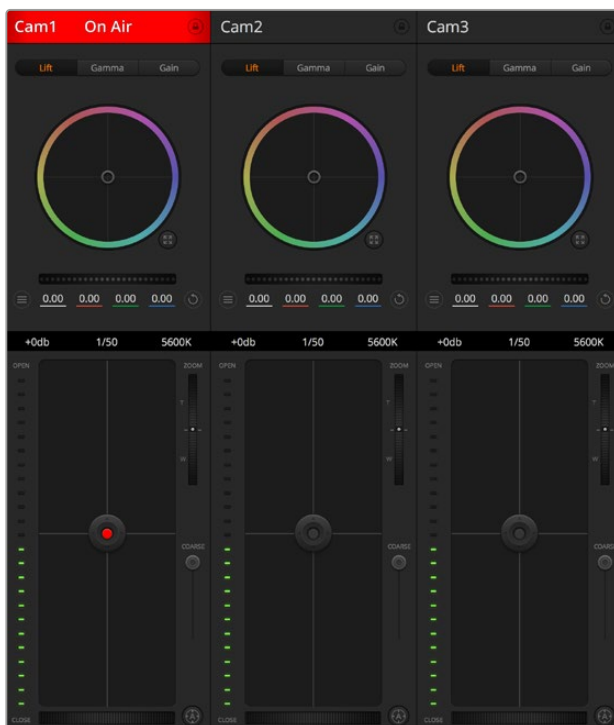 Cam1 On Air
Lift Gamma Gain
0.00 0.00 0.00 0.00
+0db 1/50 5600K
OPEN ZOOM
T
W
COARSE
CLOSE
A
Cam2
Lift Gamma Gain
0.00 0.00 0.00 0.00
+0db 1/50 5600K
OPEN ZOOM
T
W
COARSE
CLOSE
A
Cam3
Lift Gamma Gain
0.00 0.00 0.00 0.00
+0db 1/50 5600K
OPEN ZOOM
T
W
COARSE
CLOSE
A